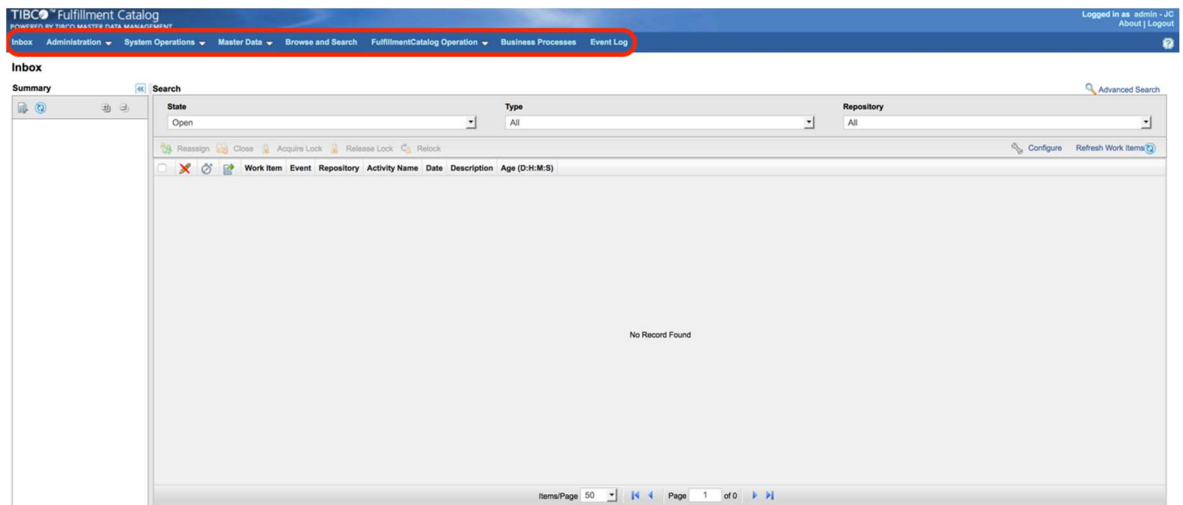 TIBCO™ Fulfillment Catalog
POWERED BY TIBCO MASTER DATA MANAGEMENT
Logged in as admin - JC
About | Logout
Inbox Administration System Operations Master Data Browse and Search FulfillmentCatalog Operation Business Processes Event Log
Inbox
Summary
Search
Advanced Search
State Type Repository
Open All All
Reassign Close Acquire Lock Release Lock Relock Configure Refresh Work Items
Work Item Event Repository Activity Name Date Description Age (D:H:M:S)
No Record Found
Items/Page 50 Page 1 of 0